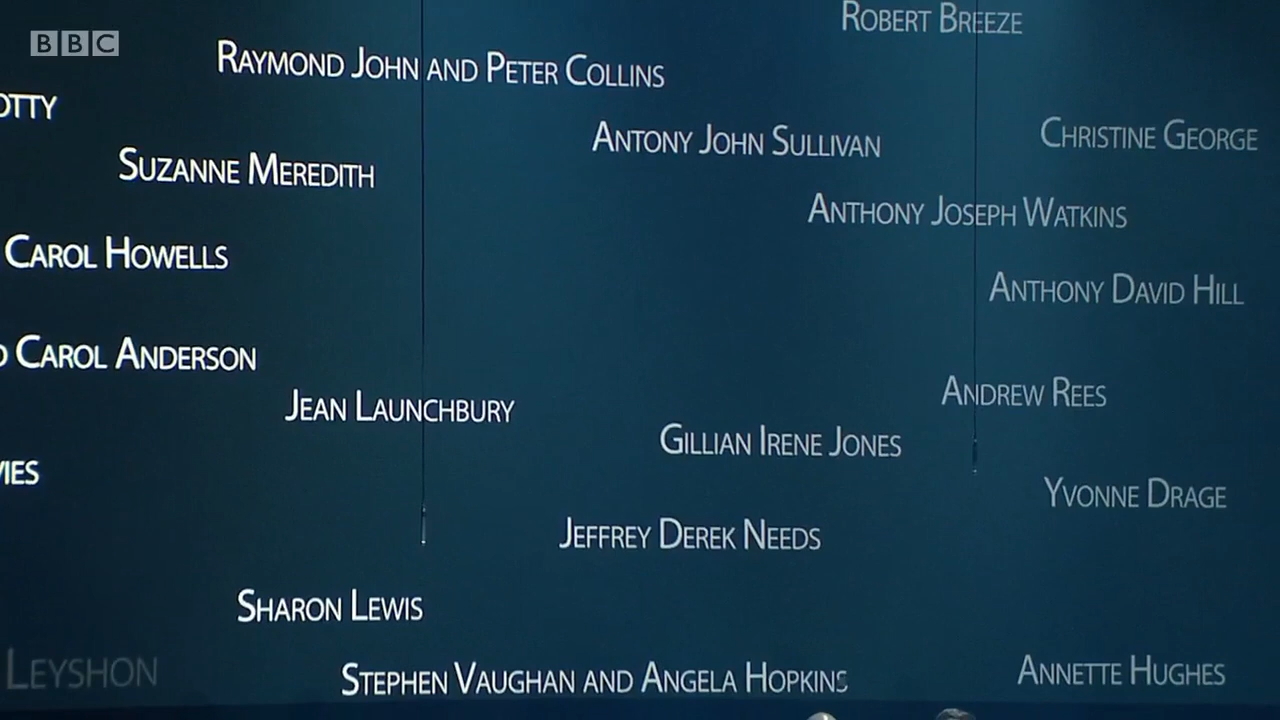 BBC
ROBERT BREEZE
RAYMOND JOHN AND PETER COLLINS
OTTY
ANTONY JOHN SULLIVAN
CHRISTINE GEORGE
SUZANNE MEREDITH
ANTHONY JOSEPH WATKINS
CAROL HOWELLS
ANTHONY DAVID HILL
CAROL ANDERSON
ANDREW REES
JEAN LAUNCHBURY
GILLIAN IRENE JONES
VIES
YVONNE DRAGE
JEFFREY DEREK NEEDS
SHARON LEWIS
LEYSHON
STEPHEN VAUGHAN AND ANGELA HOPKINS
ANNETTE HUGHES